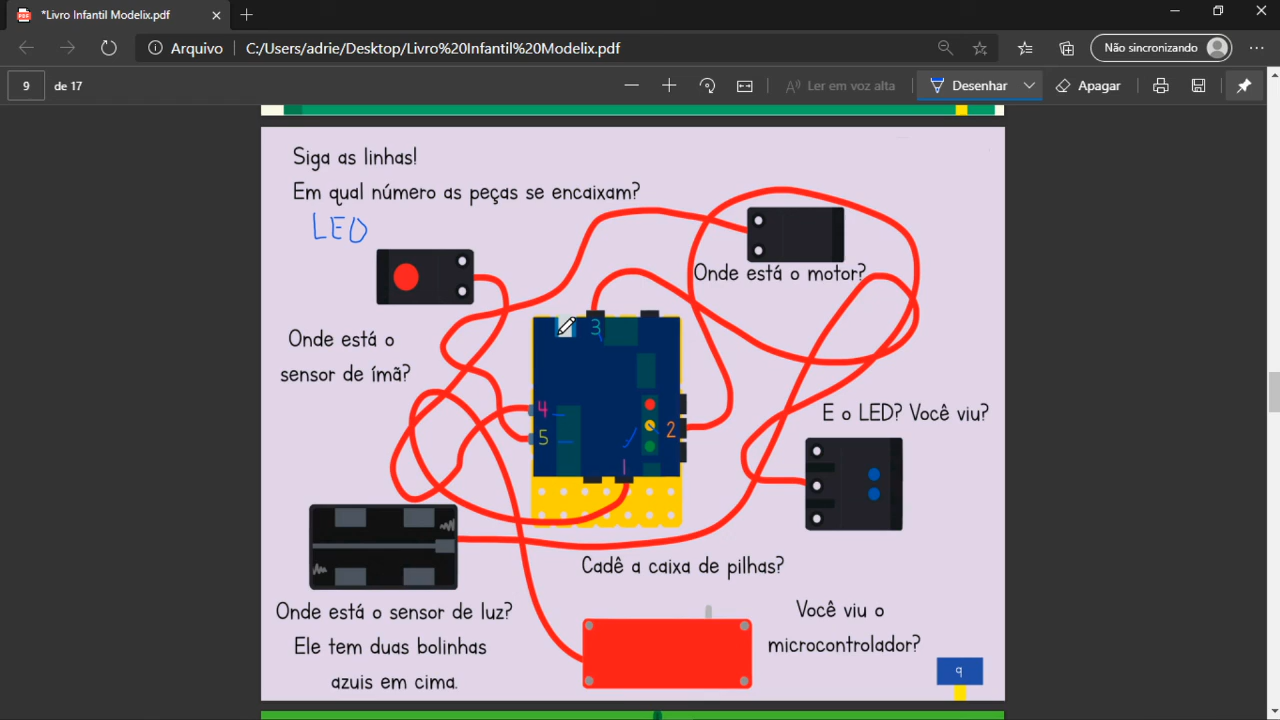 *Livro Infantil Modelix.pdf
Arquivo
C:/Users/adrie/Desktop/Livro%20Infantil%20Modelix.pdf
Não sincronizando
9
de 17
Ler em voz alta
Desenhar
Apagar
Siga as linhas!
Em qual número as peças se encaixam?
LED
Onde está o motor?
3
Onde está o
sensor de ímã?
4
5
2
1
E o LED? Você viu?
Cadê a caixa de pilhas?
Onde está o sensor de luz?
Ele tem duas bolinhas
azuis em cima.
Você viu o
microcontrolador?
9